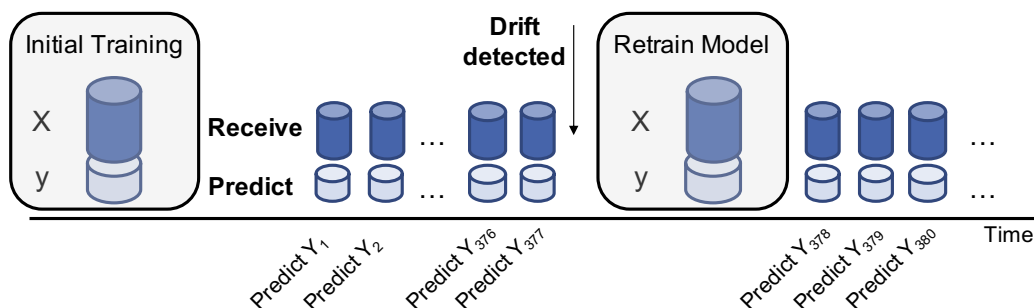 Initial Training
X
y
Receive
Predict
...
...
Drift
detected
Retrain Model
X
y
...
...
Time
Predict Y₁
Predict Y₂
Predict Y₃₇₆
Predict Y₃₇₇
Predict Y₃₇₈
Predict Y₃₇₉
Predict Y₃₈₀